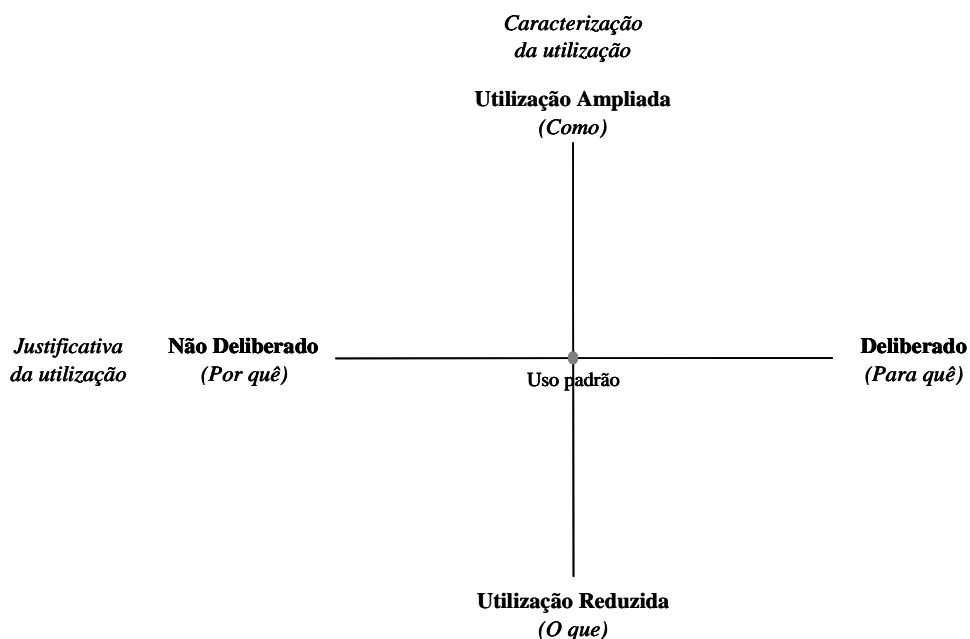 Caracterização
da utilização
Utilização Ampliada
(Como)
Justificativa
da utilização
Não Deliberado
(Por quê)
Uso padrão
Deliberado
(Para quê)
Utilização Reduzida
(O que)